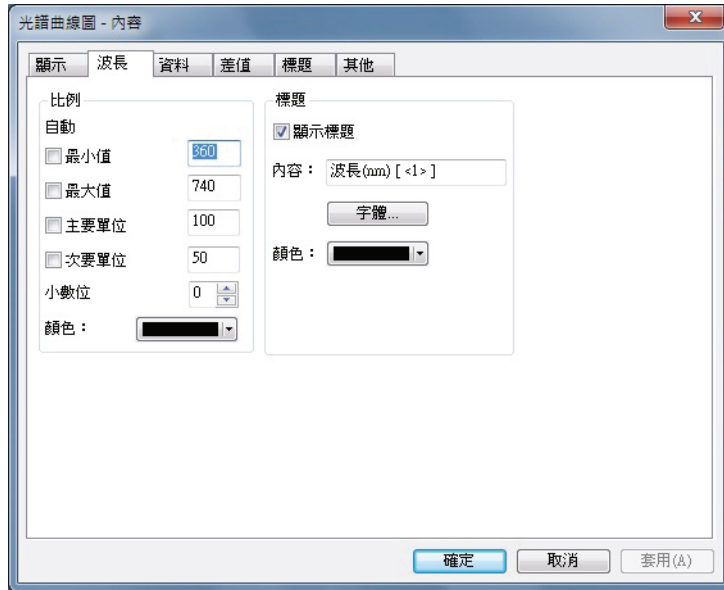 光譜曲線圖 - 內容
顯示 波長 資料 差值 標題 其他
比例
自動
最小值 360
最大值 740
主要單位 100
次要單位 50
小數位 0
顏色：
標題
顯示標題
內容： 波長(nm) [ <1> ]
字體...
顏色：
確定 取消 套用(A)